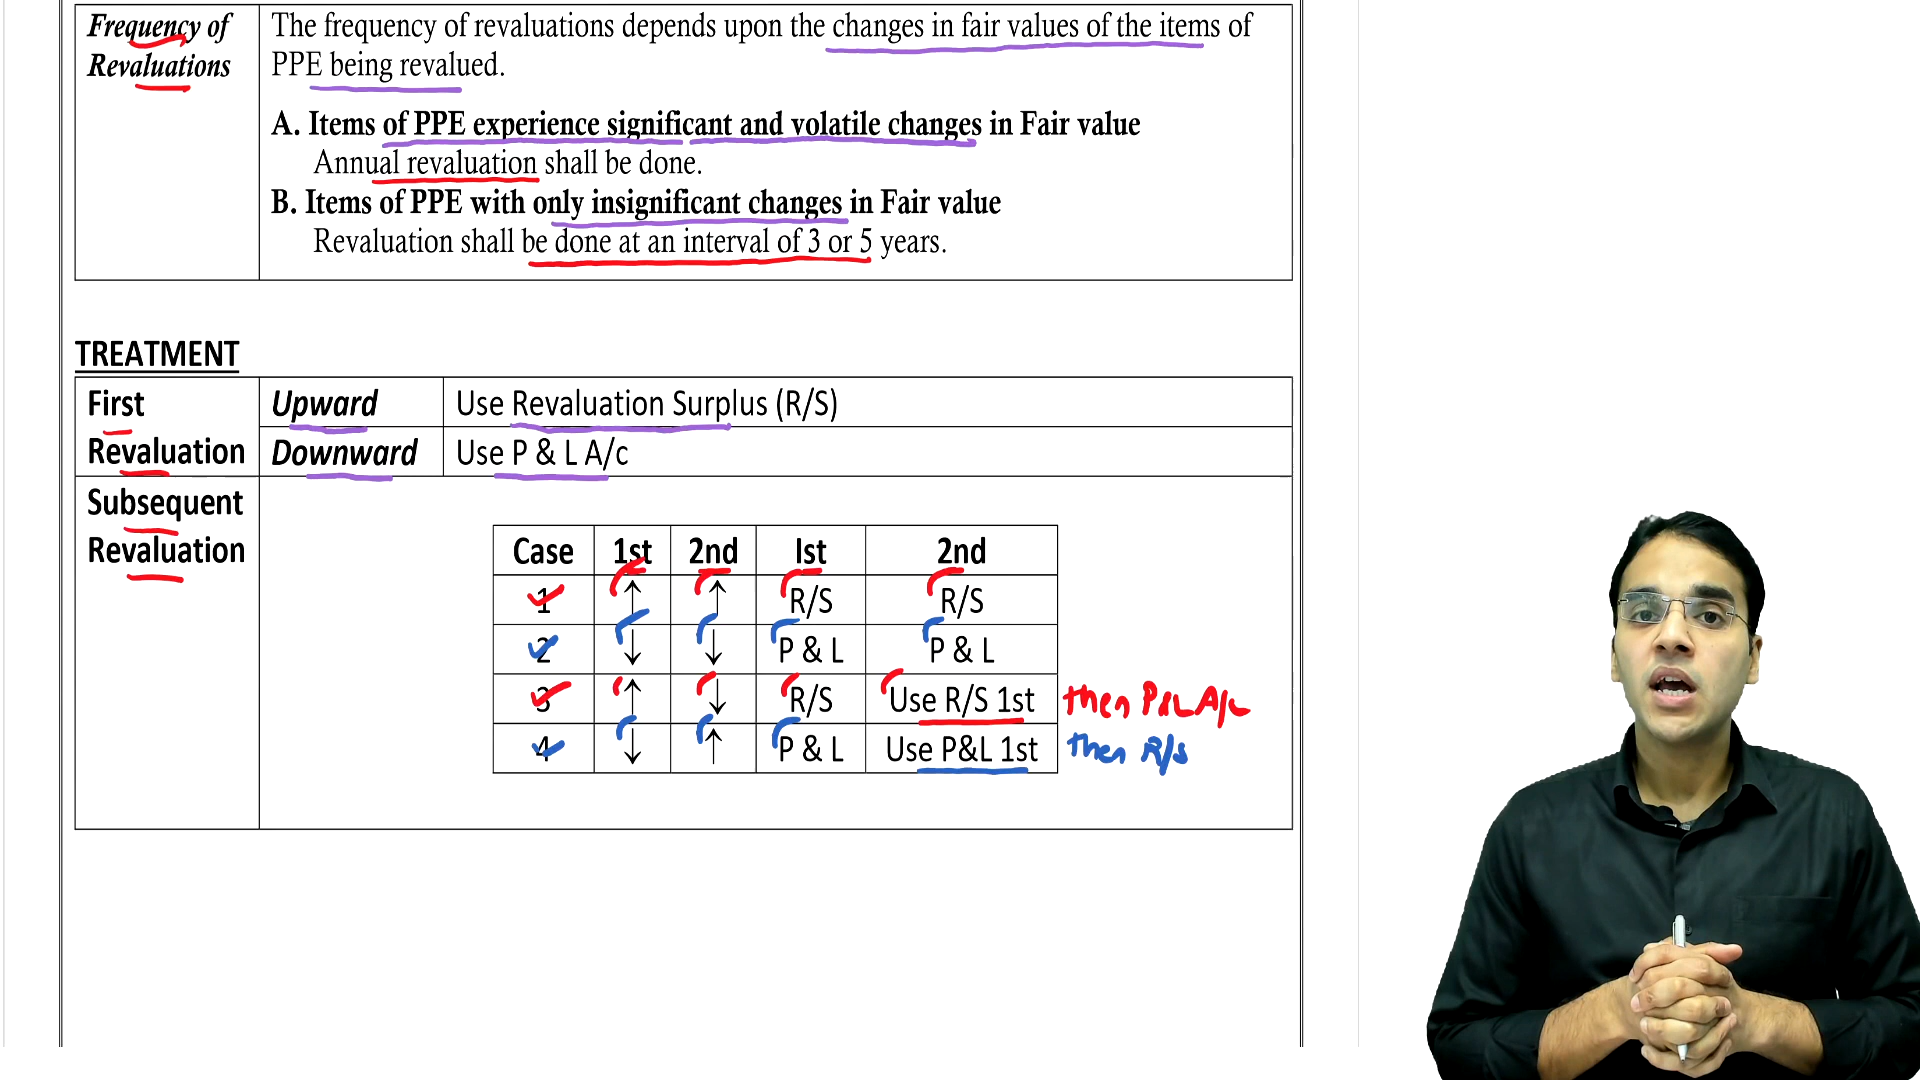 Frequency of Revaluations
The frequency of revaluations depends upon the changes in fair values of the items of
PPE being revalued.
A. Items of PPE experience significant and volatile changes in Fair value
Annual revaluation shall be done.
B. Items of PPE with only insignificant changes in Fair value
Revaluation shall be done at an interval of 3 or 5 years.
TREATMENT
First Revaluation
Upward Use Revaluation Surplus (R/S)
Downward Use P & L A/c
Subsequent Revaluation
Case 1st 2nd Ist 2nd
1 ↑ ↑ R/S R/S
2 ↓ ↓ P & L P & L
3 ↑ ↓ R/S Use R/S 1st then P&L A/c
4 ↓ ↑ P & L Use P&L 1st then R/s